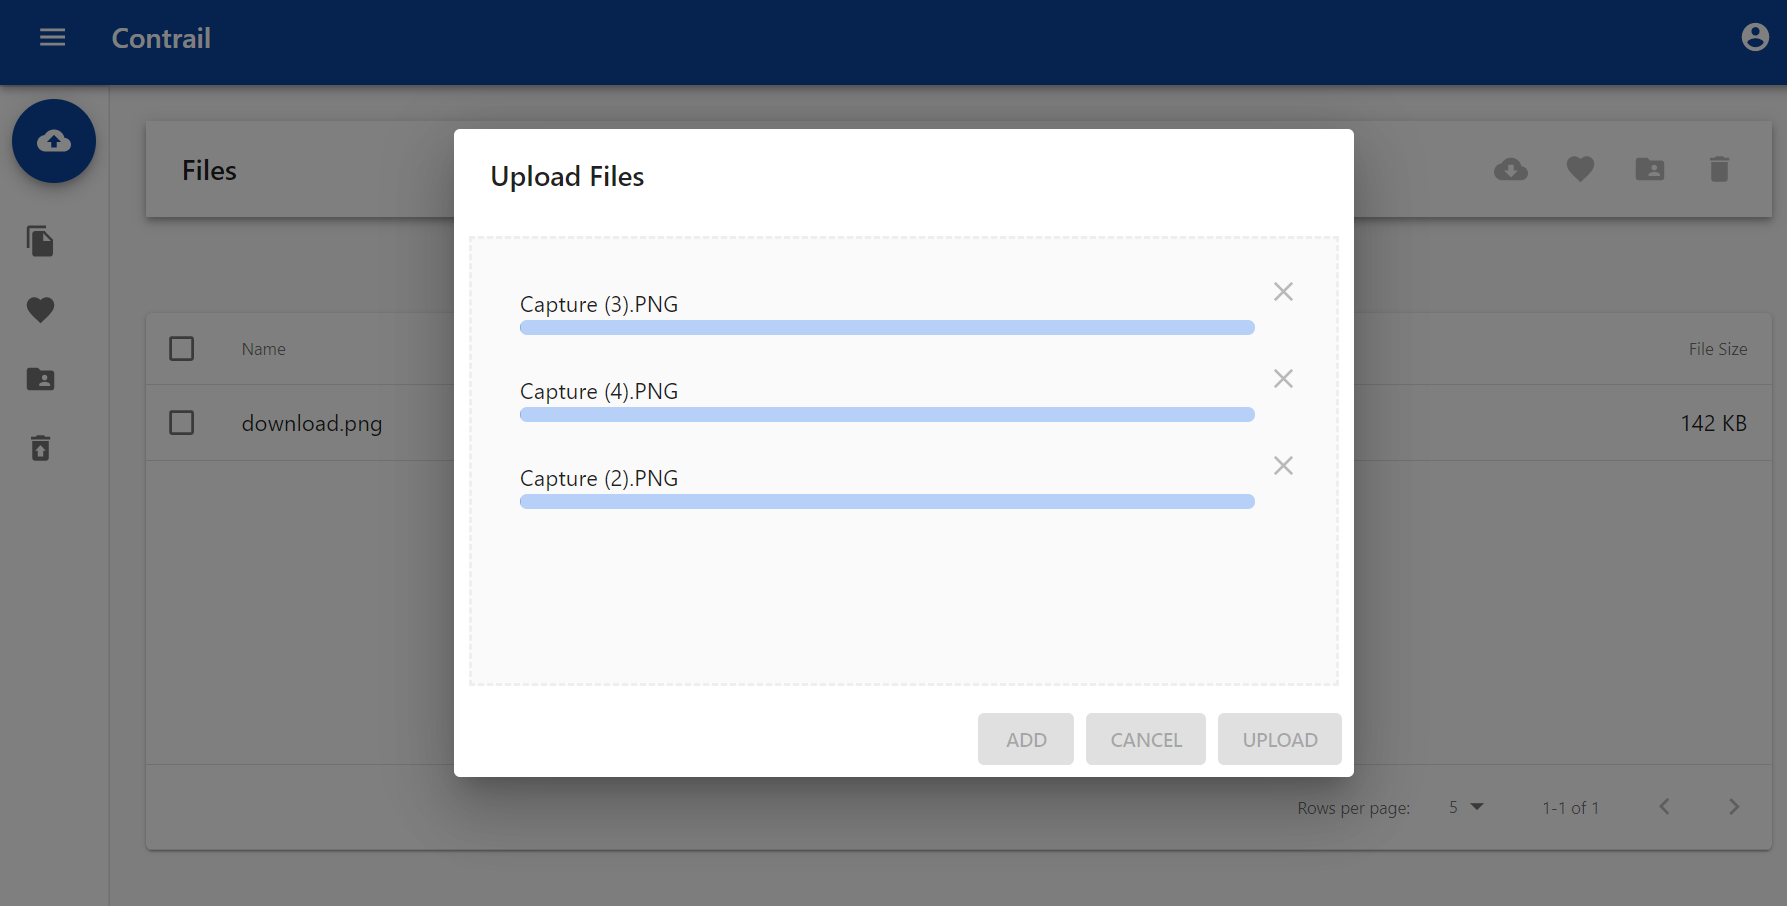 Contrail
Files
Upload Files
Capture (3).PNG
Capture (4).PNG
Capture (2).PNG
Name
File Size
download.png
142 KB
ADD
CANCEL
UPLOAD
Rows per page:
5
1-1 of 1